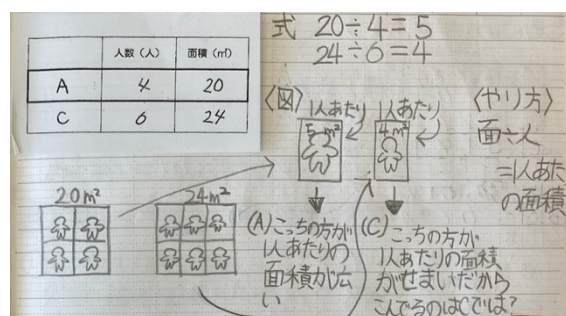 人数（人） 面積（㎡）
A 4 20
C 6 24
式 20÷4=5
24÷6=4
〈図〉
1人あたり 1人あたり
5m² 4m²
〈やり方〉
面÷人
=1人あた
の面積
20m² 24m²
(A)こっちの方が
1人あたりの
面積が広
い
(C)こっちの方が
1人あたりの面積
がせまいだから
こんでるのはCでは?